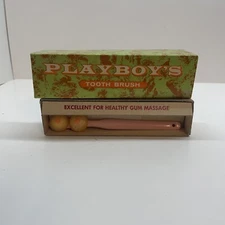 PLAYBOY'S
TOOTH BRUSH
EXCELLENT FOR HEALTHY GUM MASSAGE